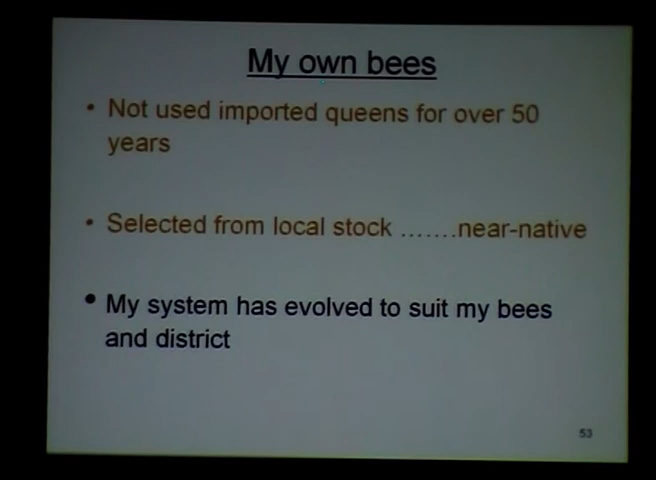 My own bees
• Not used imported queens for over 50
years
• Selected from local stock .......near-native
• My system has evolved to suit my bees
and district
53